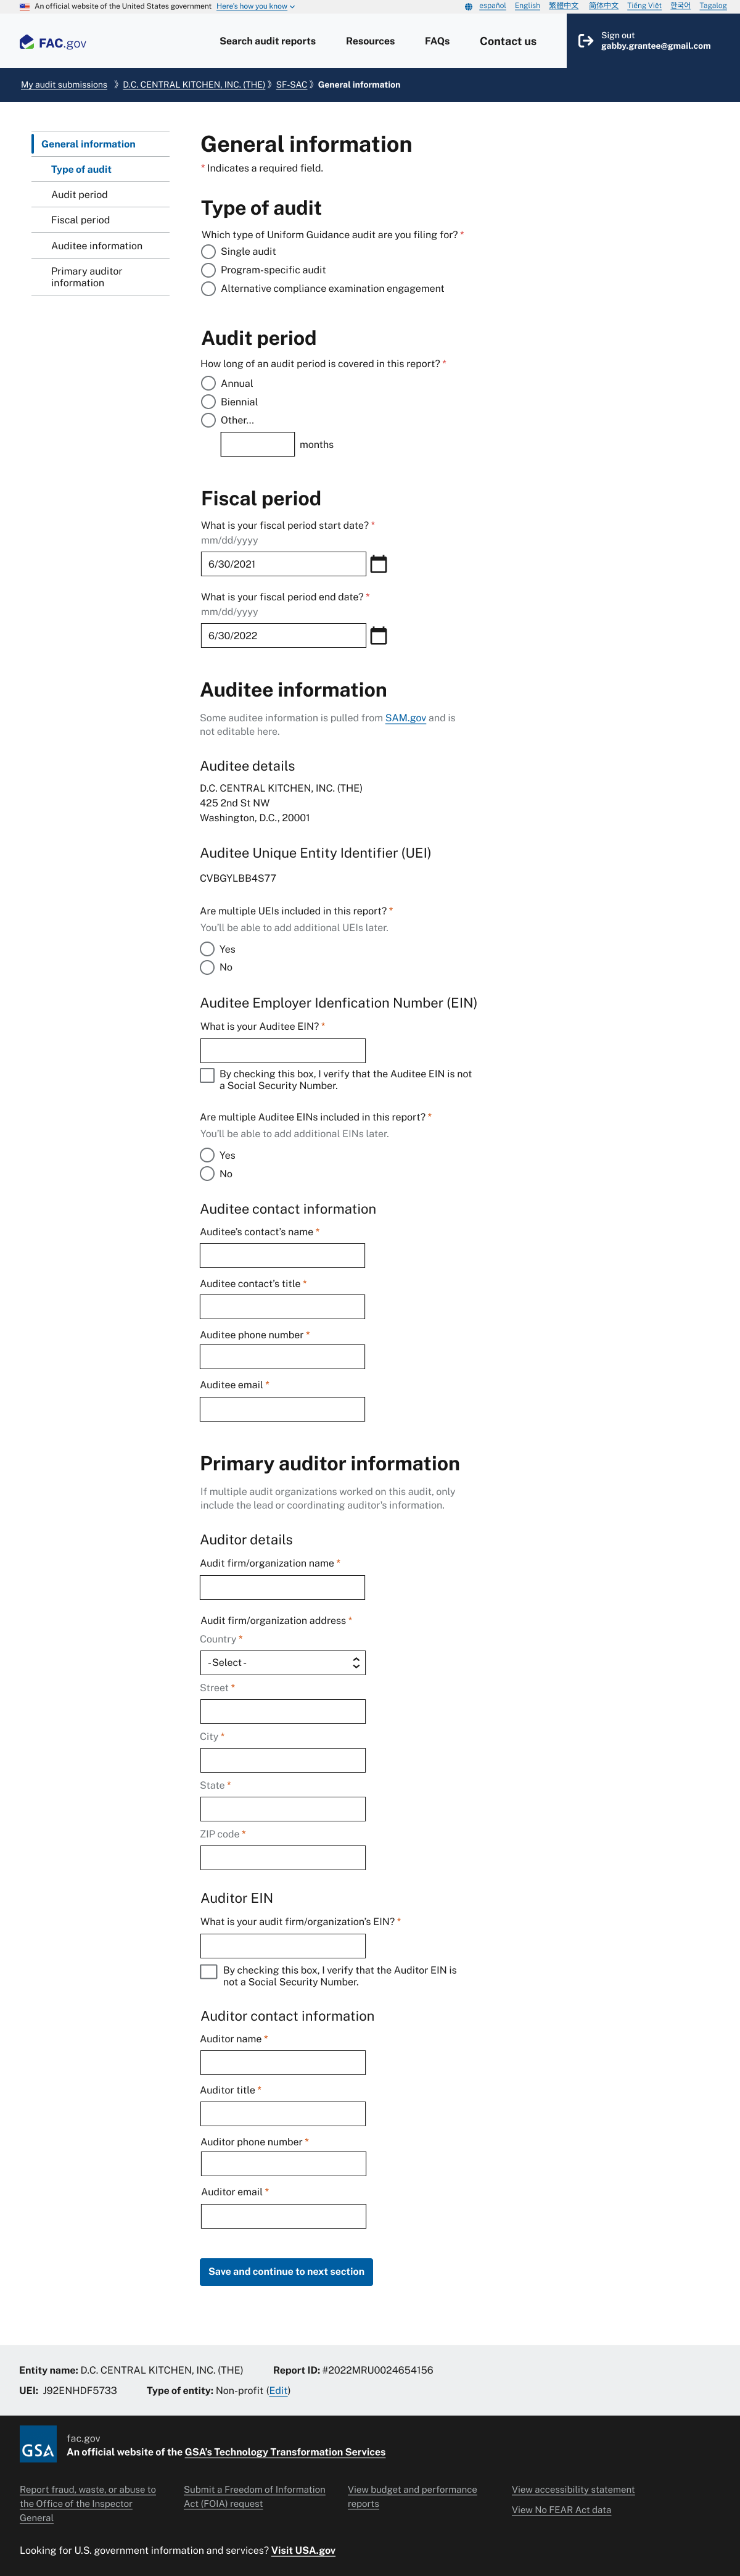 An official website of the United States government Here's how you know
español English 繁體中文 简体中文 Tiếng Việt 한국어 Tagalog
FAC.gov
Search audit reports Resources FAQs Contact us
Sign out
gabby.grantee@gmail.com
My audit submissions 》 D.C. CENTRAL KITCHEN, INC. (THE) 》 SF-SAC 》 General information
General information
Type of audit
Audit period
Fiscal period
Auditee information
Primary auditor
information
General information
* Indicates a required field.
Type of audit
Which type of Uniform Guidance audit are you filing for? *
Single audit
Program-specific audit
Alternative compliance examination engagement
Audit period
How long of an audit period is covered in this report? *
Annual
Biennial
Other...
months
Fiscal period
What is your fiscal period start date? *
mm/dd/yyyy
6/30/2021
What is your fiscal period end date? *
mm/dd/yyyy
6/30/2022
Auditee information
Some auditee information is pulled from SAM.gov and is
not editable here.
Auditee details
D.C. CENTRAL KITCHEN, INC. (THE)
425 2nd St NW
Washington, D.C., 20001
Auditee Unique Entity Identifier (UEI)
CVBGYLBB4S77
Are multiple UEIs included in this report? *
You'll be able to add additional UEIs later.
Yes
No
Auditee Employer Idenfication Number (EIN)
What is your Auditee EIN? *
By checking this box, I verify that the Auditee EIN is not
a Social Security Number.
Are multiple Auditee EINs included in this report? *
You'll be able to add additional EINs later.
Yes
No
Auditee contact information
Auditee's contact's name *
Auditee contact's title *
Auditee phone number *
Auditee email *
Primary auditor information
If multiple audit organizations worked on this audit, only
include the lead or coordinating auditor's information.
Auditor details
Audit firm/organization name *
Audit firm/organization address *
Country *
- Select -
Street *
City *
State *
ZIP code *
Auditor EIN
What is your audit firm/organization's EIN? *
By checking this box, I verify that the Auditor EIN is
not a Social Security Number.
Auditor contact information
Auditor name *
Auditor title *
Auditor phone number *
Auditor email *
Save and continue to next section
Entity name: D.C. CENTRAL KITCHEN, INC. (THE) Report ID: #2022MRU0024654156
UEI: J92ENHDF5733 Type of entity: Non-profit (Edit)
GSA
fac.gov
An official website of the GSA's Technology Transformation Services
Report fraud, waste, or abuse to
the Office of the Inspector
General
Submit a Freedom of Information
Act (FOIA) request
View budget and performance
reports
View accessibility statement
View No FEAR Act data
Looking for U.S. government information and services? Visit USA.gov